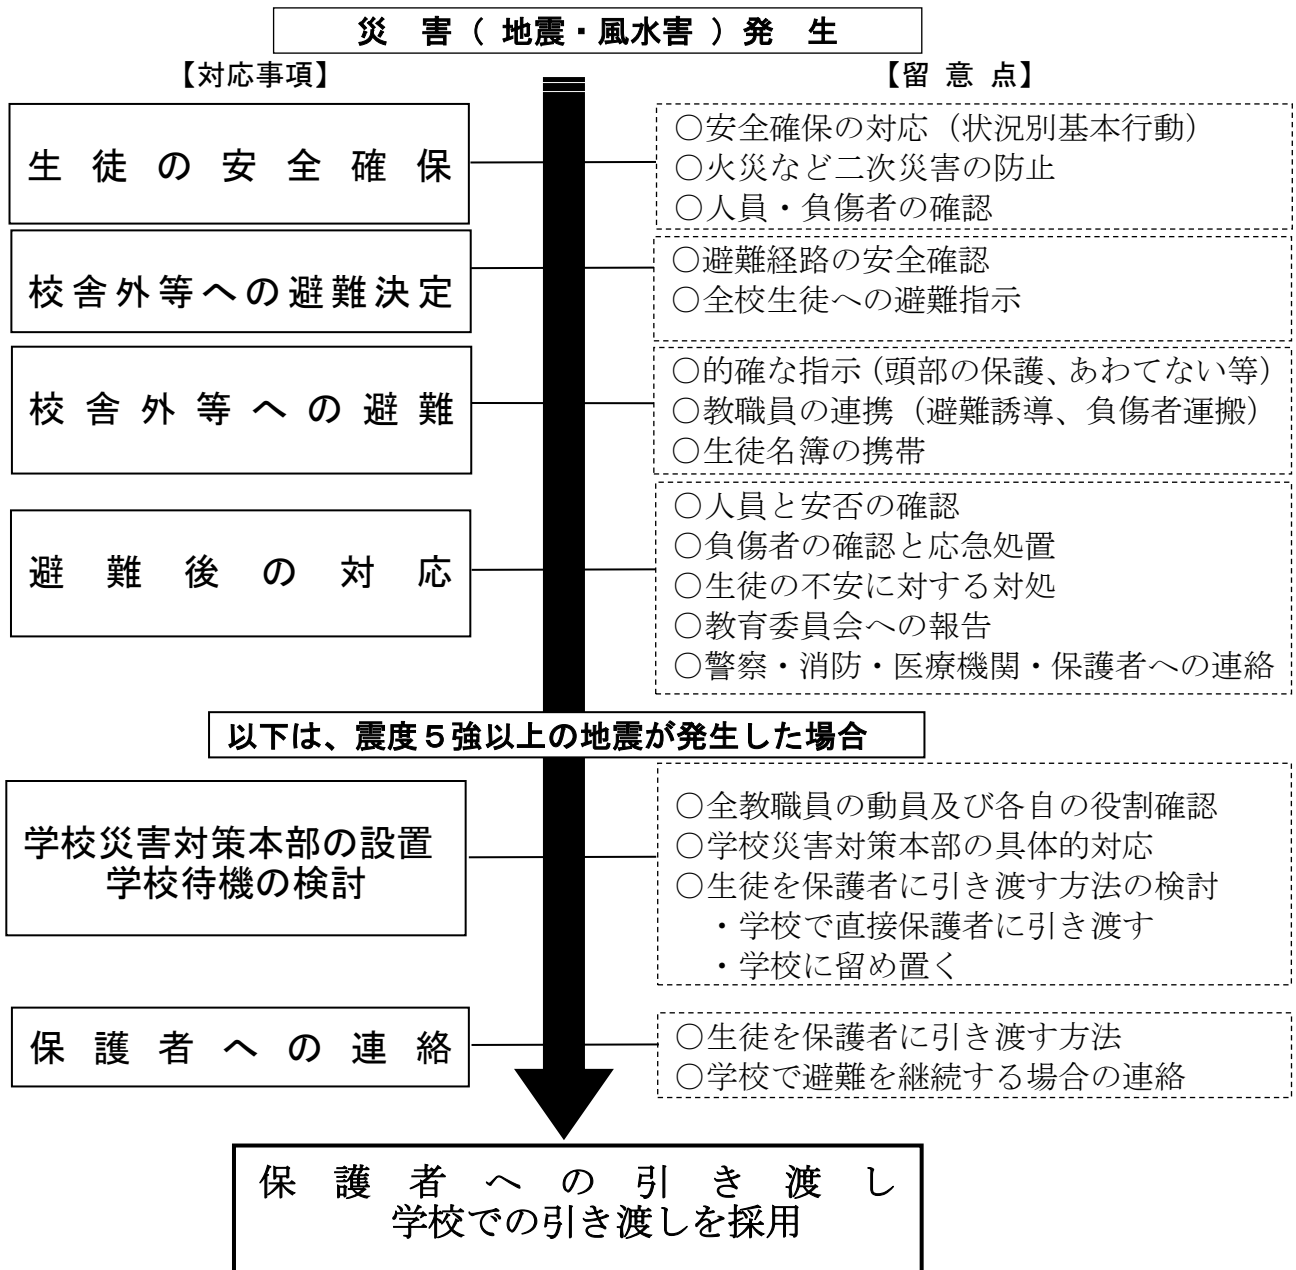 災 害（ 地震・風水害 ）発 生
【対応事項】
【留 意 点】
生徒の安全確保
○安全確保の対応（状況別基本行動）
○火災など二次災害の防止
○人員・負傷者の確認
校舎外等への避難決定
○避難経路の安全確認
○全校生徒への避難指示
校舎外等への避難
○的確な指示（頭部の保護、あわてない等）
○教職員の連携（避難誘導、負傷者運搬）
○生徒名簿の携帯
避難後の対応
○人員と安否の確認
○負傷者の確認と応急処置
○生徒の不安に対する対処
○教育委員会への報告
○警察・消防・医療機関・保護者への連絡
以下は、震度５強以上の地震が発生した場合
学校災害対策本部の設置
学校待機の検討
○全教職員の動員及び各自の役割確認
○学校災害対策本部の具体的対応
○生徒を保護者に引き渡す方法の検討
・学校で直接保護者に引き渡す
・学校に留め置く
保護者への連絡
○生徒を保護者に引き渡す方法
○学校で避難を継続する場合の連絡
保護者への引き渡し
学校での引き渡しを採用